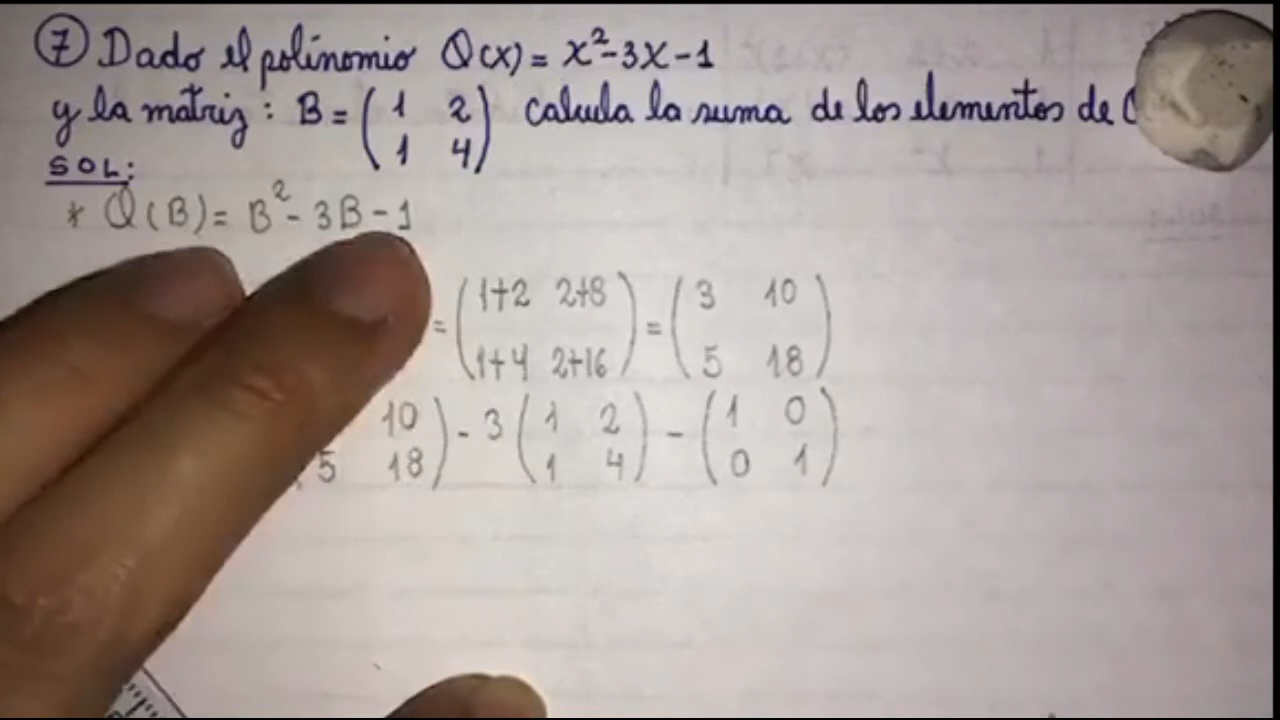 7 Dado el polinomio Q(x) = x²-3x-1
y la matriz: B = (1 2 calcula la suma de los elementos de
1 4)
SOL:
* Q(B) = B² - 3B - 1
= (1+2 2+8 = (3 10
1+4 2+16) 5 18)
10) - 3 (1 2 - (1 0
5 18 1 4) 0 1)